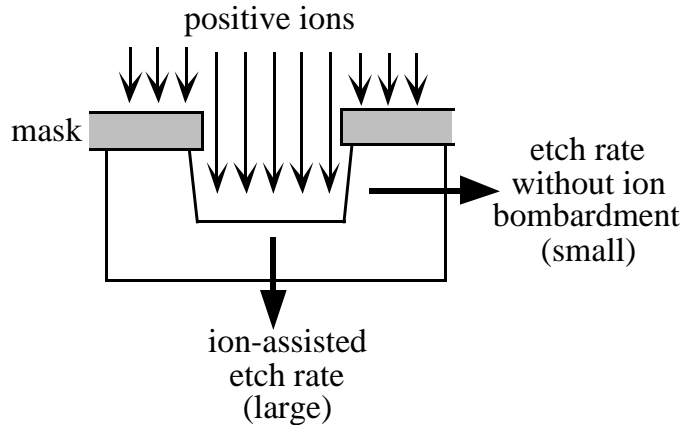 positive ions
mask
etch rate
without ion
bombardment
(small)
ion-assisted
etch rate
(large)